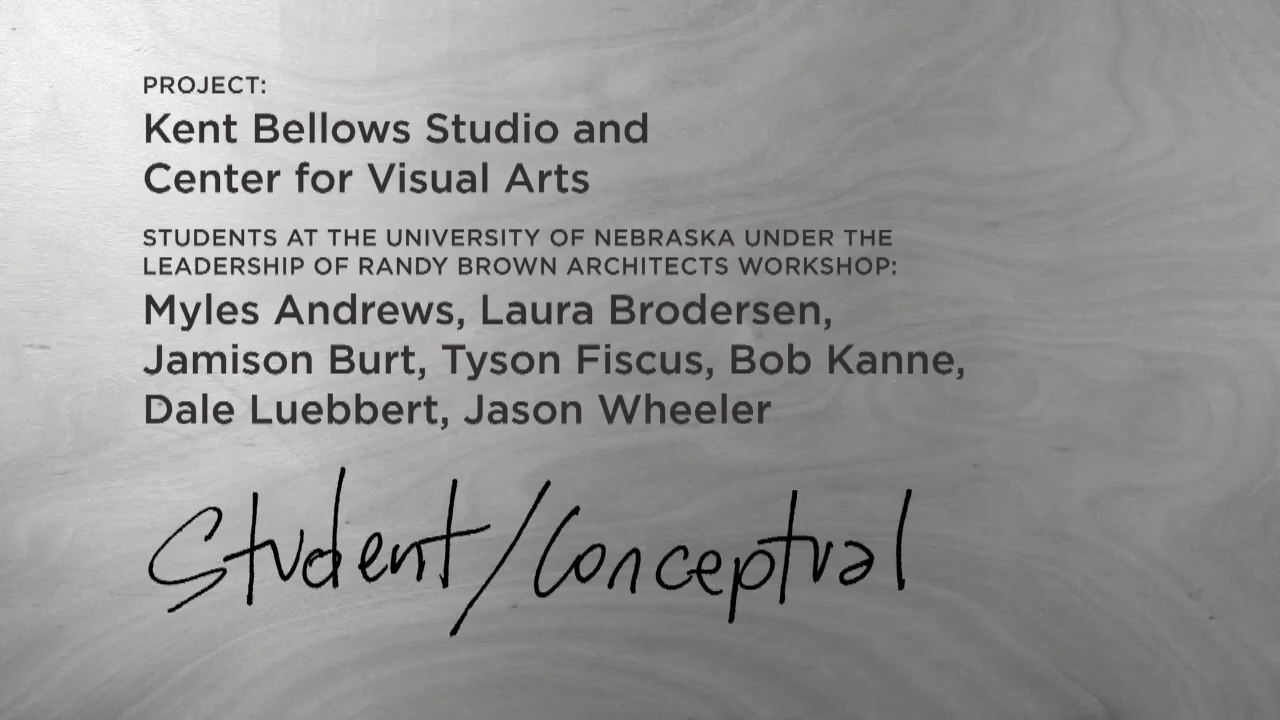 PROJECT:
Kent Bellows Studio and
Center for Visual Arts
STUDENTS AT THE UNIVERSITY OF NEBRASKA UNDER THE
LEADERSHIP OF RANDY BROWN ARCHITECTS WORKSHOP:
Myles Andrews, Laura Brodersen,
Jamison Burt, Tyson Fiscus, Bob Kanne,
Dale Luebbert, Jason Wheeler
Student/Conceptual